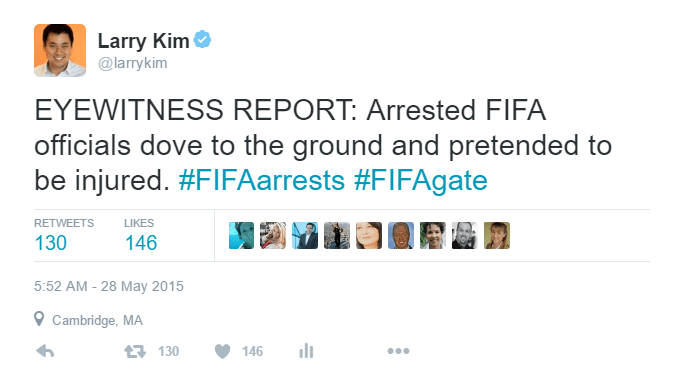 Larry Kim
@larrykim
EYEWITNESS REPORT: Arrested FIFA
officials dove to the ground and pretended to
be injured. #FIFAarrests #FIFAgate
RETWEETS LIKES
130 146
5:52 AM - 28 May 2015
Cambridge, MA
130 146